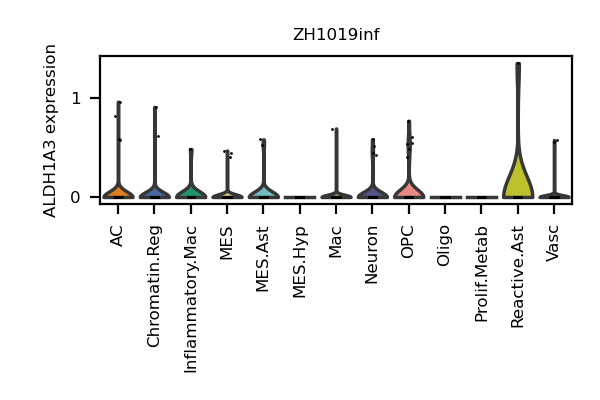 ZH1019inf
ALDH1A3 expression
1
0
AC
Chromatin.Reg
Inflammatory.Mac
MES
MES.Ast
MES.Hyp
Mac
Neuron
OPC
Oligo
Prolif.Metab
Reactive.Ast
Vasc